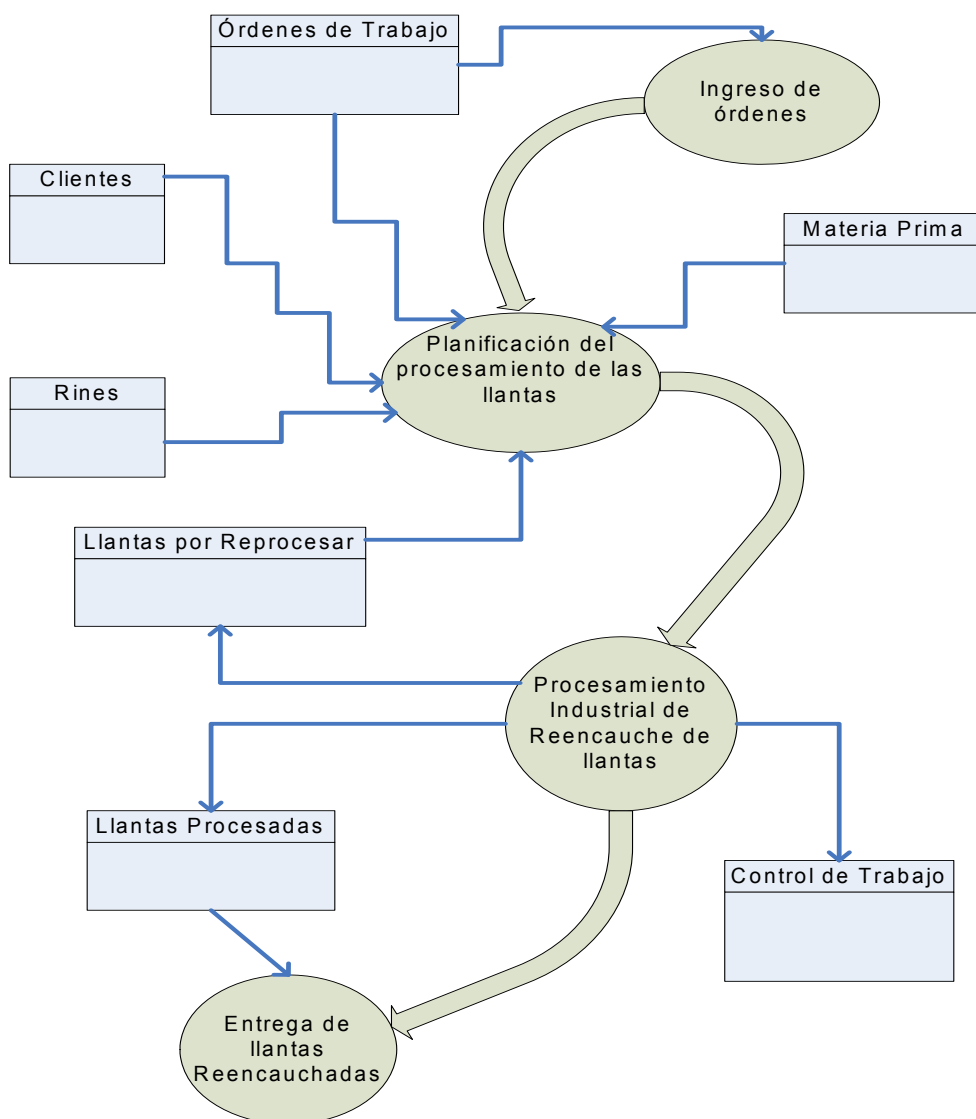 Órdenes de Trabajo
Ingreso de
órdenes
Clientes
Materia Prima
Planificación del
procesamiento de las
llantas
Rines
Llantas por Reprocesar
Procesamiento
Industrial de
Reencauche de
llantas
Llantas Procesadas
Control de Trabajo
Entrega de
llantas
Reencauchadas